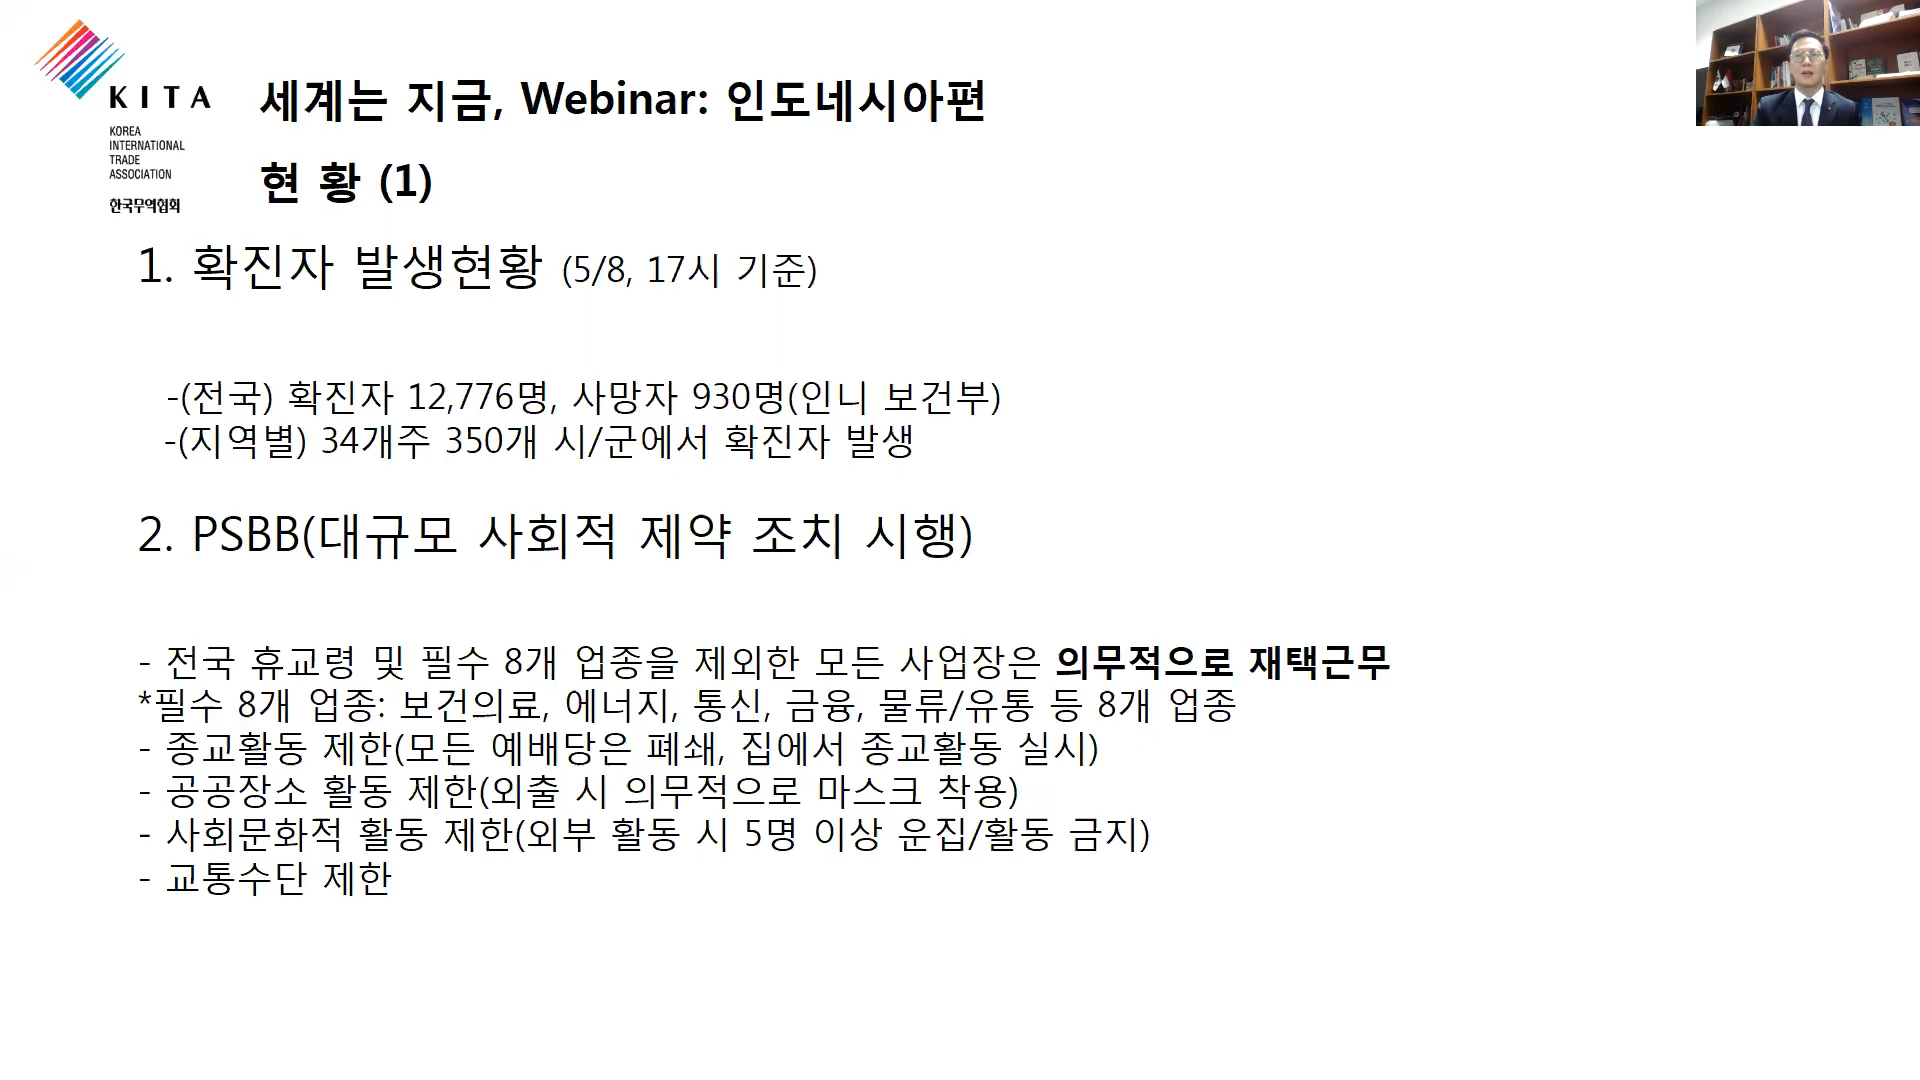 KITA
KOREA
INTERNATIONAL
TRADE
ASSOCIATION
한국무역협회
세계는 지금, Webinar: 인도네시아편
현 황 (1)
1. 확진자 발생현황 (5/8, 17시 기준)
-(전국) 확진자 12,776명, 사망자 930명(인니 보건부)
-(지역별) 34개주 350개 시/군에서 확진자 발생
2. PSBB(대규모 사회적 제약 조치 시행)
- 전국 휴교령 및 필수 8개 업종을 제외한 모든 사업장은 의무적으로 재택근무
*필수 8개 업종: 보건의료, 에너지, 통신, 금융, 물류/유통 등 8개 업종
- 종교활동 제한(모든 예배당은 폐쇄, 집에서 종교활동 실시)
- 공공장소 활동 제한(외출 시 의무적으로 마스크 착용)
- 사회문화적 활동 제한(외부 활동 시 5명 이상 운집/활동 금지)
- 교통수단 제한